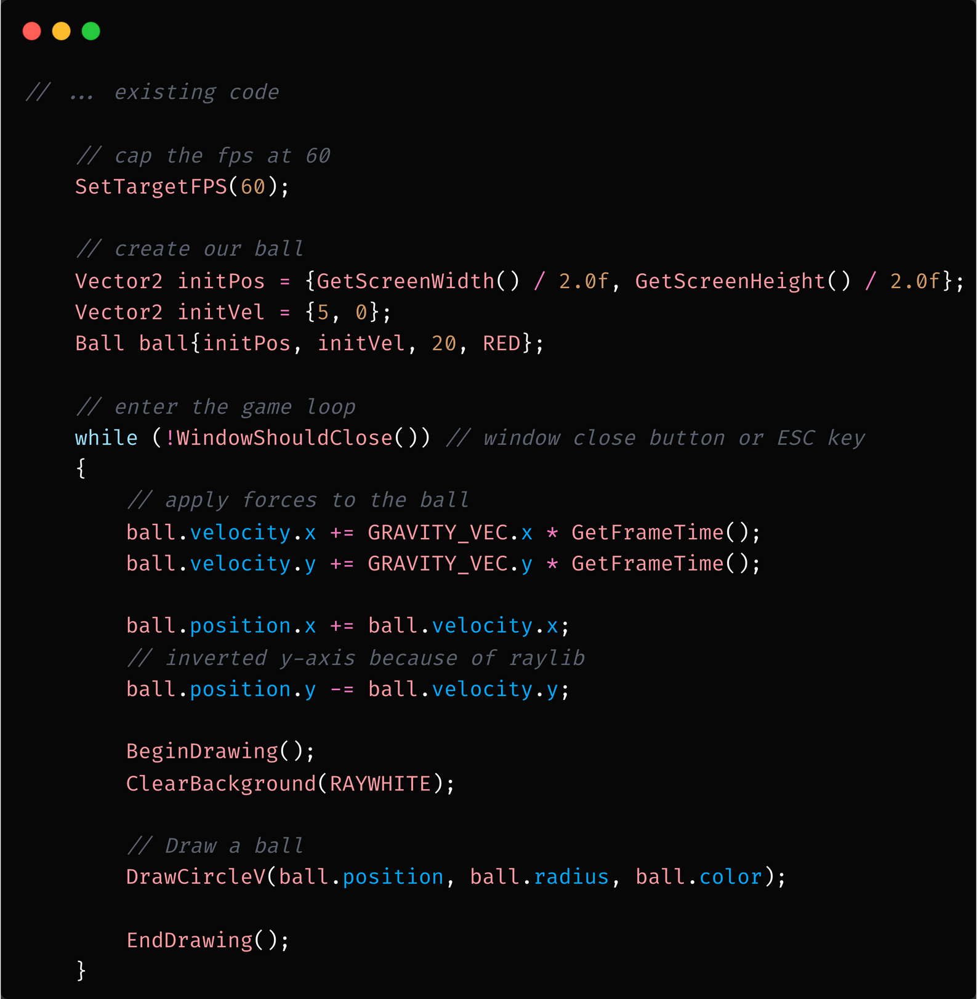 // ... existing code
// cap the fps at 60
SetTargetFPS(60);
// create our ball
Vector2 initPos = {GetScreenWidth() / 2.0f, GetScreenHeight() / 2.0f};
Vector2 initVel = {5, 0};
Ball ball{initPos, initVel, 20, RED};
// enter the game loop
while (!WindowShouldClose()) // window close button or ESC key
{
// apply forces to the ball
ball.velocity.x += GRAVITY_VEC.x * GetFrameTime();
ball.velocity.y += GRAVITY_VEC.y * GetFrameTime();
ball.position.x += ball.velocity.x;
// inverted y-axis because of raylib
ball.position.y -= ball.velocity.y;
BeginDrawing();
ClearBackground(RAYWHITE);
// Draw a ball
DrawCircleV(ball.position, ball.radius, ball.color);
EndDrawing();
}